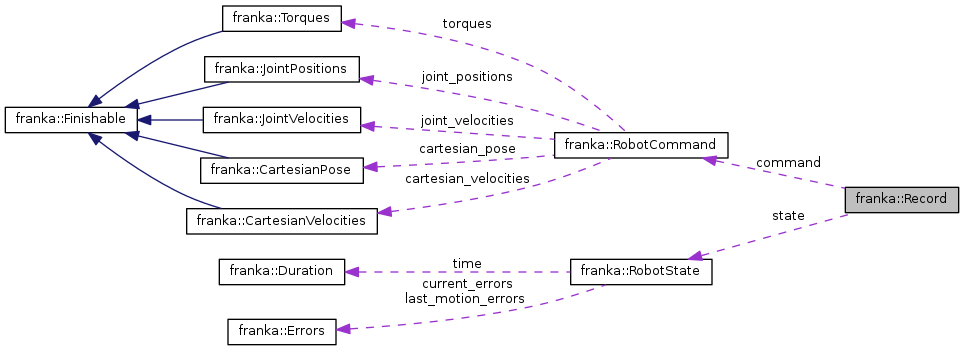 franka::Torques
torques
franka::JointPositions
joint_positions
franka::Finishable
franka::JointVelocities
joint_velocities
franka::RobotCommand
cartesian_pose
franka::CartesianPose
command
cartesian_velocities
franka::Record
franka::CartesianVelocities
state
time
franka::Duration
franka::RobotState
current_errors
last_motion_errors
franka::Errors